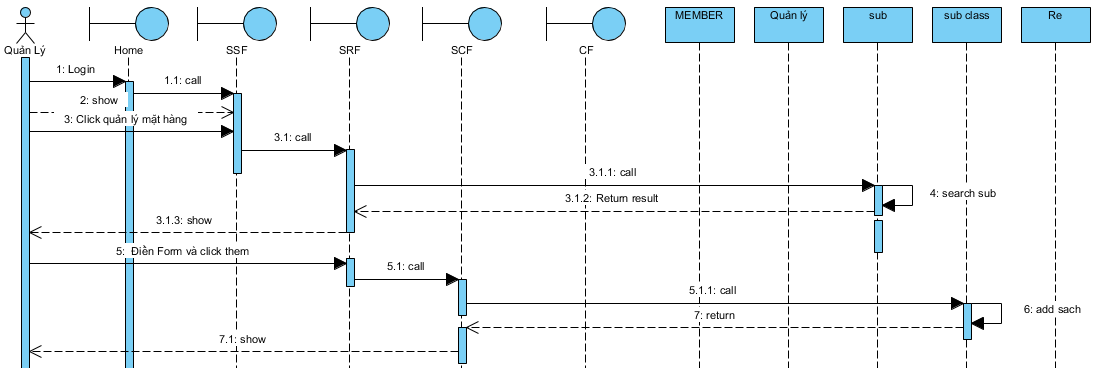 MEMBER
Quản lý
sub
sub class
Re
Quản Lý
Home
SSF
SRF
SCF
CF
1: Login
1.1: call
2: show
3: Click quản lý mặt hàng
3.1: call
3.1.1: call
4: search sub
3.1.2: Return result
3.1.3: show
5:  Điền Form và click them
5.1: call
5.1.1: call
6: add sach
7: return
7.1: show